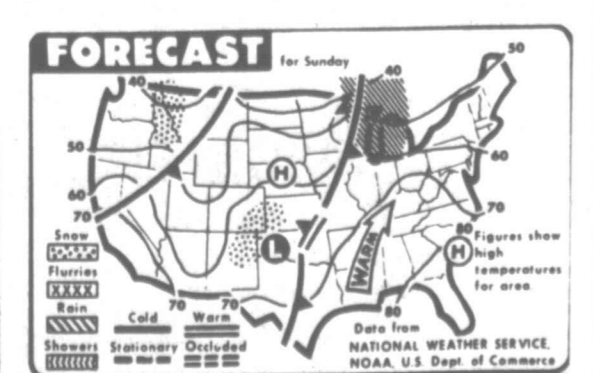 FORECAST for Sunday
40
40
50
50
60
60
70
70
H
L
WARM
80
H
Figures show
high
temperatures
for area.
70 70
80
Snow
Flurries
XXXX
Rain
Showers
Cold Warm
Stationary Occluded
Data from
NATIONAL WEATHER SERVICE,
NOAA, U.S. Dept. of Commerce